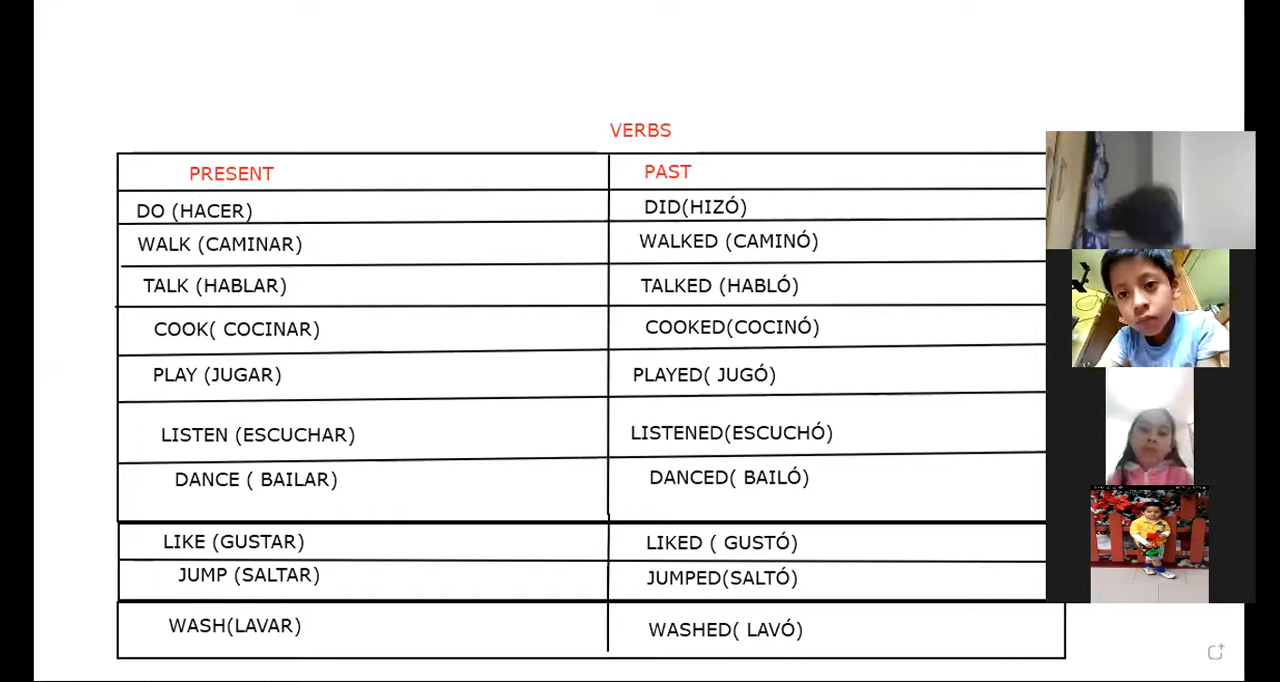 VERBS
PRESENT PAST
DO (HACER) DID(HIZÓ)
WALK (CAMINAR) WALKED (CAMINÓ)
TALK (HABLAR) TALKED (HABLÓ)
COOK( COCINAR) COOKED(COCINÓ)
PLAY (JUGAR) PLAYED( JUGÓ)
LISTEN (ESCUCHAR) LISTENED(ESCUCHÓ)
DANCE ( BAILAR) DANCED( BAILÓ)
LIKE (GUSTAR) LIKED ( GUSTÓ)
JUMP (SALTAR) JUMPED(SALTÓ)
WASH(LAVAR) WASHED( LAVÓ)